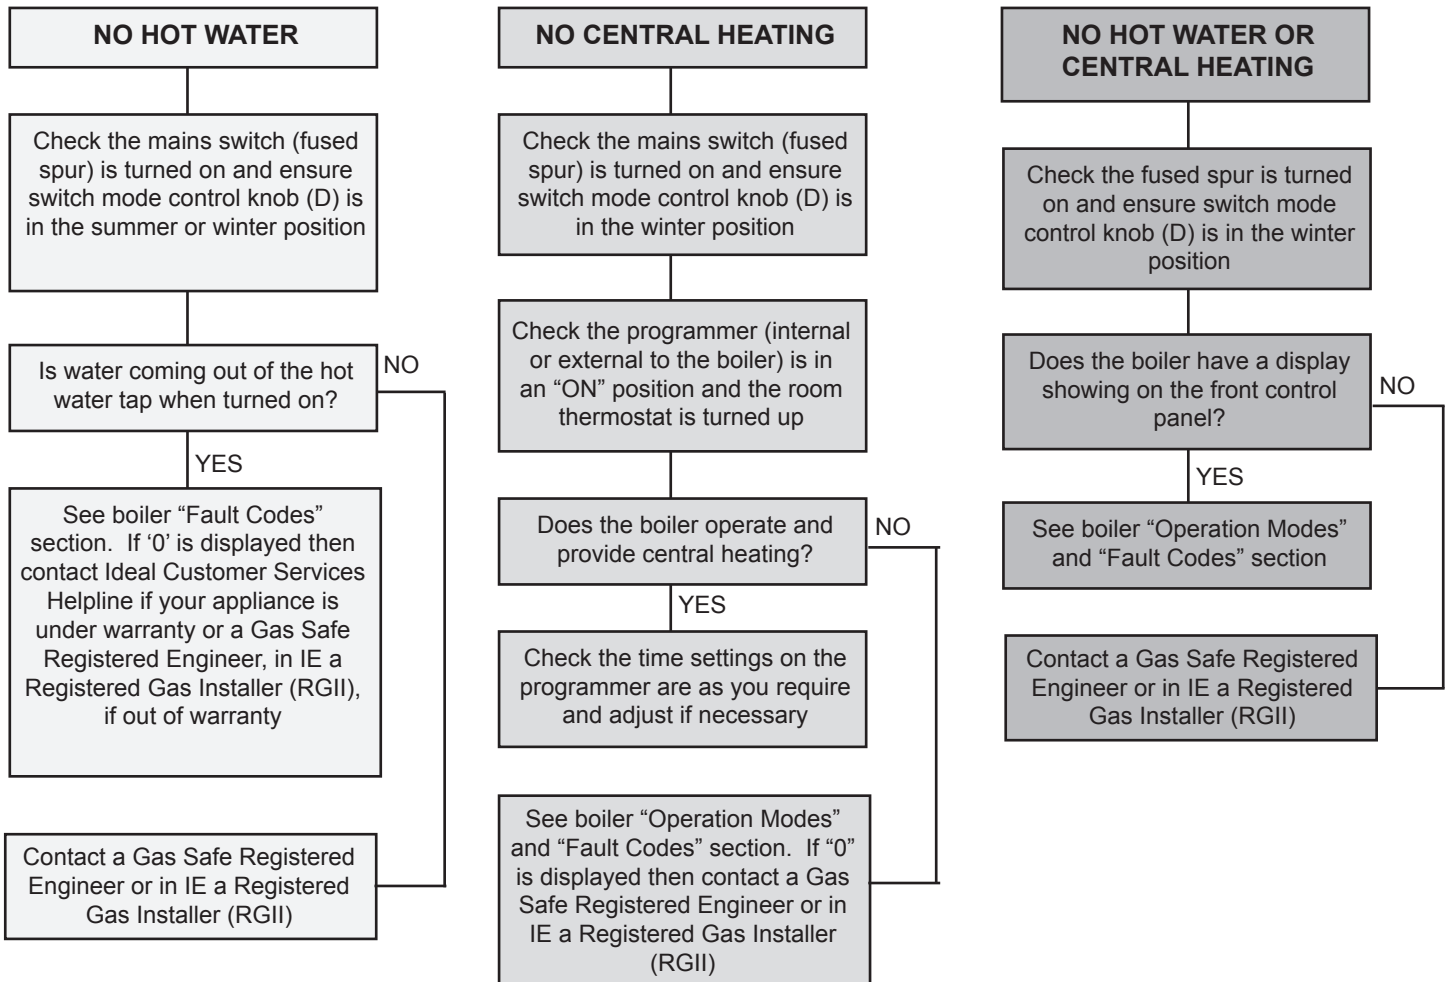 NO HOT WATER
Check the mains switch (fused
spur) is turned on and ensure
switch mode control knob (D) is
in the summer or winter position
Is water coming out of the hot
water tap when turned on?
NO
YES
See boiler “Fault Codes”
section. If ‘0’ is displayed then
contact Ideal Customer Services
Helpline if your appliance is
under warranty or a Gas Safe
Registered Engineer, in IE a
Registered Gas Installer (RGII),
if out of warranty
Contact a Gas Safe Registered
Engineer or in IE a Registered
Gas Installer (RGII)
NO CENTRAL HEATING
Check the mains switch (fused
spur) is turned on and ensure
switch mode control knob (D) is
in the winter position
Check the programmer (internal
or external to the boiler) is in
an “ON” position and the room
thermostat is turned up
Does the boiler operate and
provide central heating?
NO
YES
Check the time settings on the
programmer are as you require
and adjust if necessary
See boiler “Operation Modes”
and “Fault Codes” section. If “0”
is displayed then contact a Gas
Safe Registered Engineer or in
IE a Registered Gas Installer
(RGII)
NO HOT WATER OR
CENTRAL HEATING
Check the fused spur is turned
on and ensure switch mode
control knob (D) is in the winter
position
Does the boiler have a display
showing on the front control
panel?
NO
YES
See boiler “Operation Modes”
and “Fault Codes” section
Contact a Gas Safe Registered
Engineer or in IE a Registered
Gas Installer (RGII)